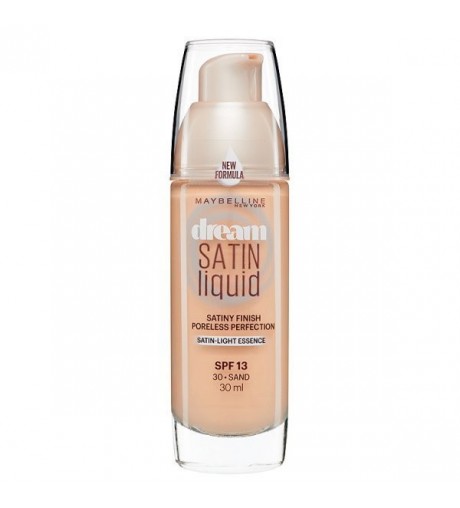 NEW
FORMULA
MAYBELLINE
NEW YORK
dream
SATIN
liquid
SATINY FINISH
PORELESS PERFECTION
SATIN-LIGHT ESSENCE
SPF 13
30 • SAND
30 ml